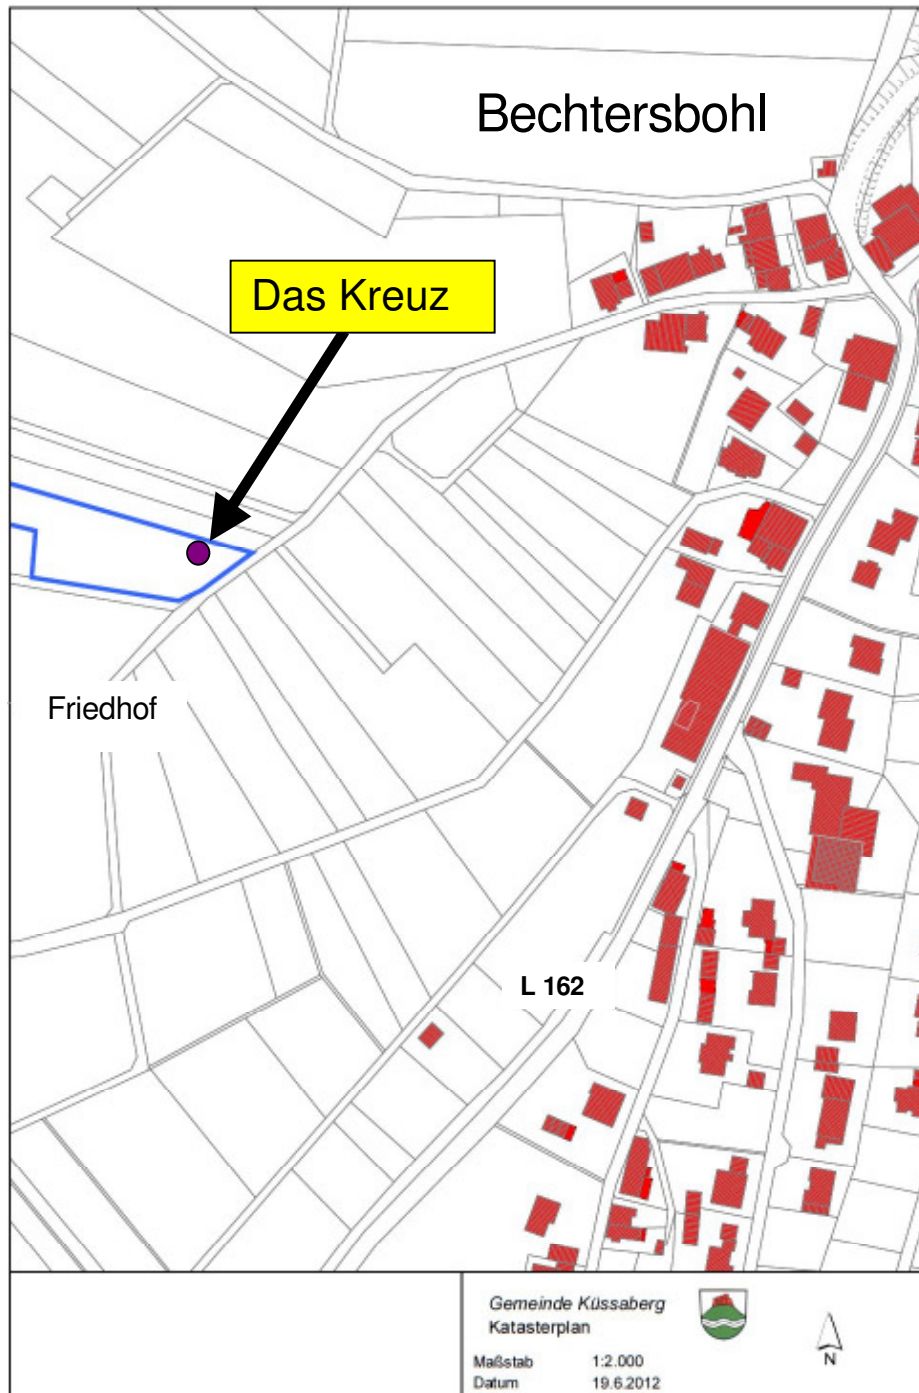 Bechtersbohl
Das Kreuz
Friedhof
L 162
Gemeinde Küssaberg
Katasterplan
Maßstab 1:2.000
Datum 19.6.2012
N